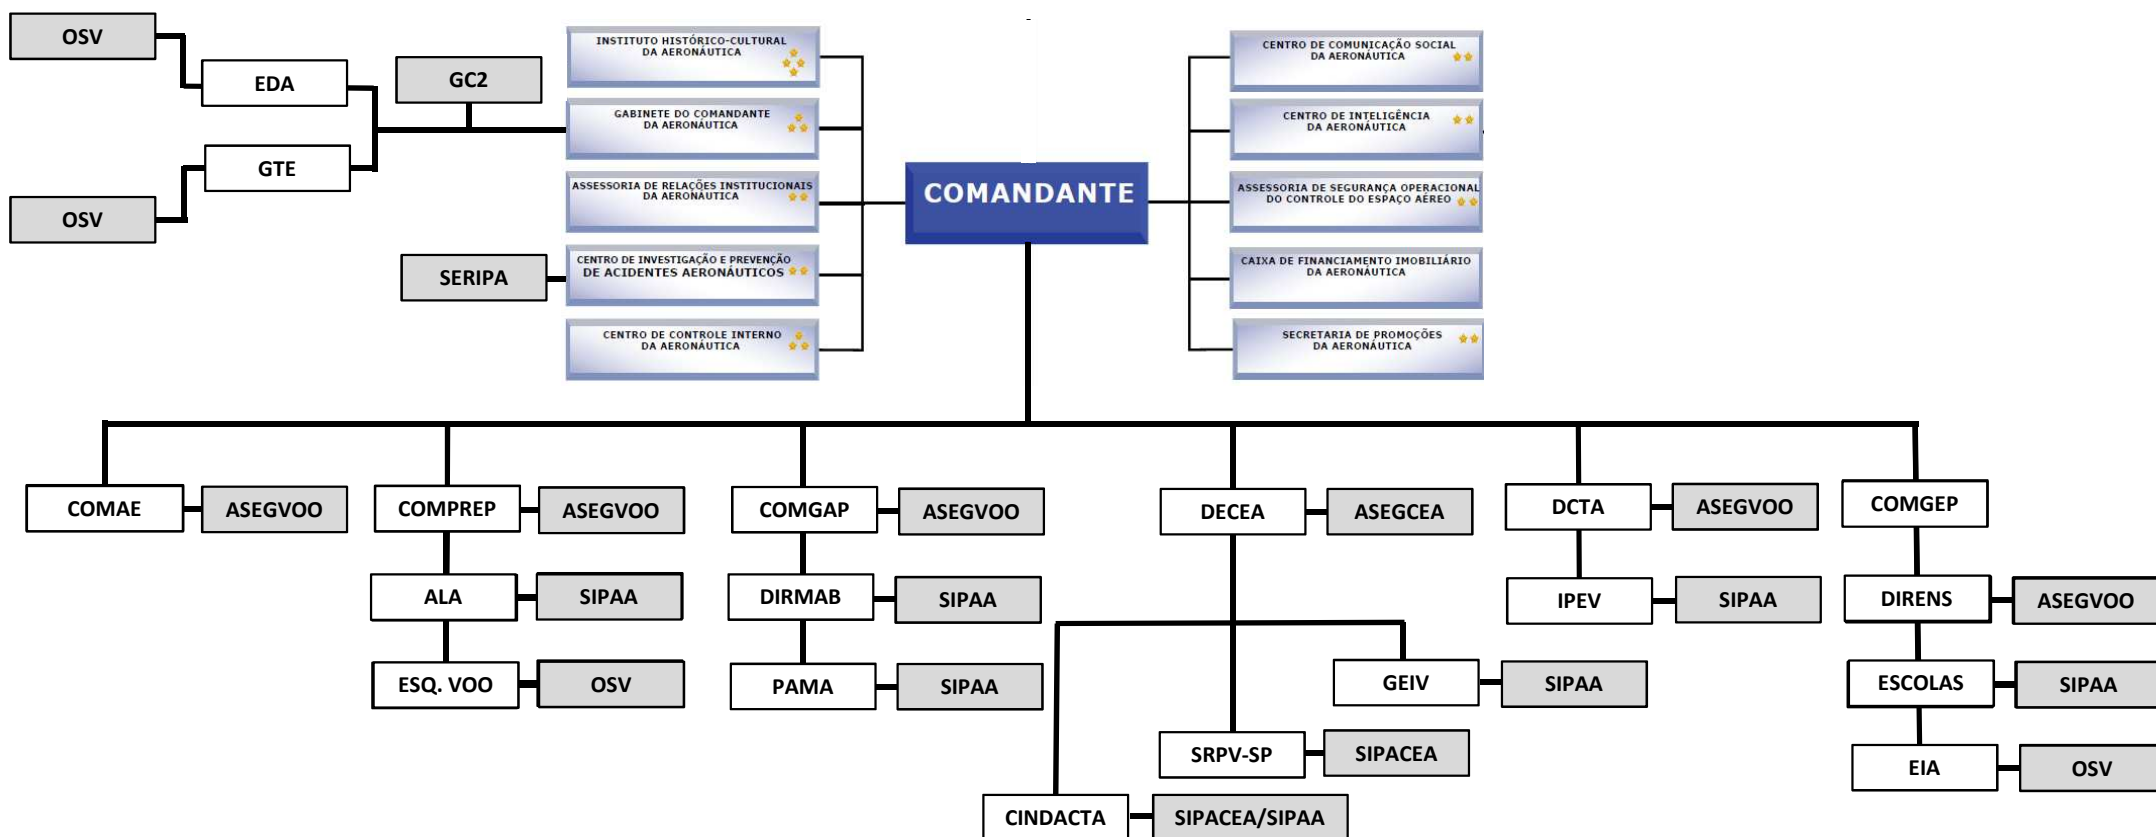 OSV
EDA
GC2
GTE
OSV
SERIPA
INSTITUTO HISTÓRICO-CULTURAL
DA AERONÁUTICA
GABINETE DO COMANDANTE
DA AERONÁUTICA
ASSESSORIA DE RELAÇÕES INSTITUCIONAIS
DA AERONÁUTICA
CENTRO DE INVESTIGAÇÃO E PREVENÇÃO
DE ACIDENTES AERONÁUTICOS
CENTRO DE CONTROLE INTERNO
DA AERONÁUTICA
COMANDANTE
CENTRO DE COMUNICAÇÃO SOCIAL
DA AERONÁUTICA
CENTRO DE INTELIGÊNCIA
DA AERONÁUTICA
ASSESSORIA DE SEGURANÇA OPERACIONAL
DO CONTROLE DO ESPAÇO AÉREO
CAIXA DE FINANCIAMENTO IMOBILIÁRIO
DA AERONÁUTICA
SECRETARIA DE PROMOÇÕES
DA AERONÁUTICA
COMAE
ASEGVOO
COMPREP
ASEGVOO
ALA
SIPAA
ESQ. VOO
OSV
COMGAP
ASEGVOO
DIRMAB
SIPAA
PAMA
SIPAA
DECEA
ASEGCEA
GEIV
SIPAA
SRPV-SP
SIPACEA
CINDACTA
SIPACEA/SIPAA
DCTA
ASEGVOO
IPEV
SIPAA
COMGEP
DIRENS
ASEGVOO
ESCOLAS
SIPAA
EIA
OSV